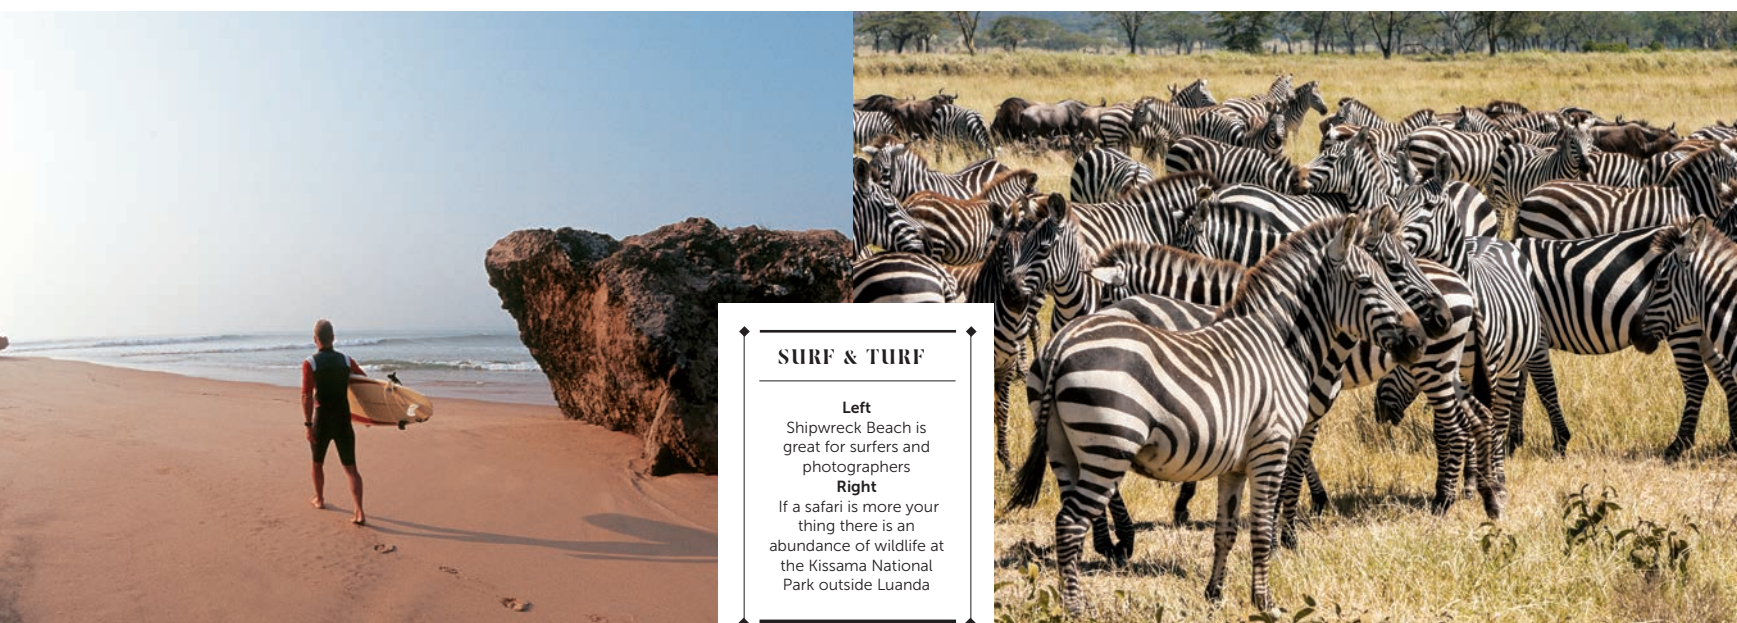 SURF & TURF
Left
Shipwreck Beach is
great for surfers and
photographers
Right
If a safari is more your
thing there is an
abundance of wildlife at
the Kissama National
Park outside Luanda